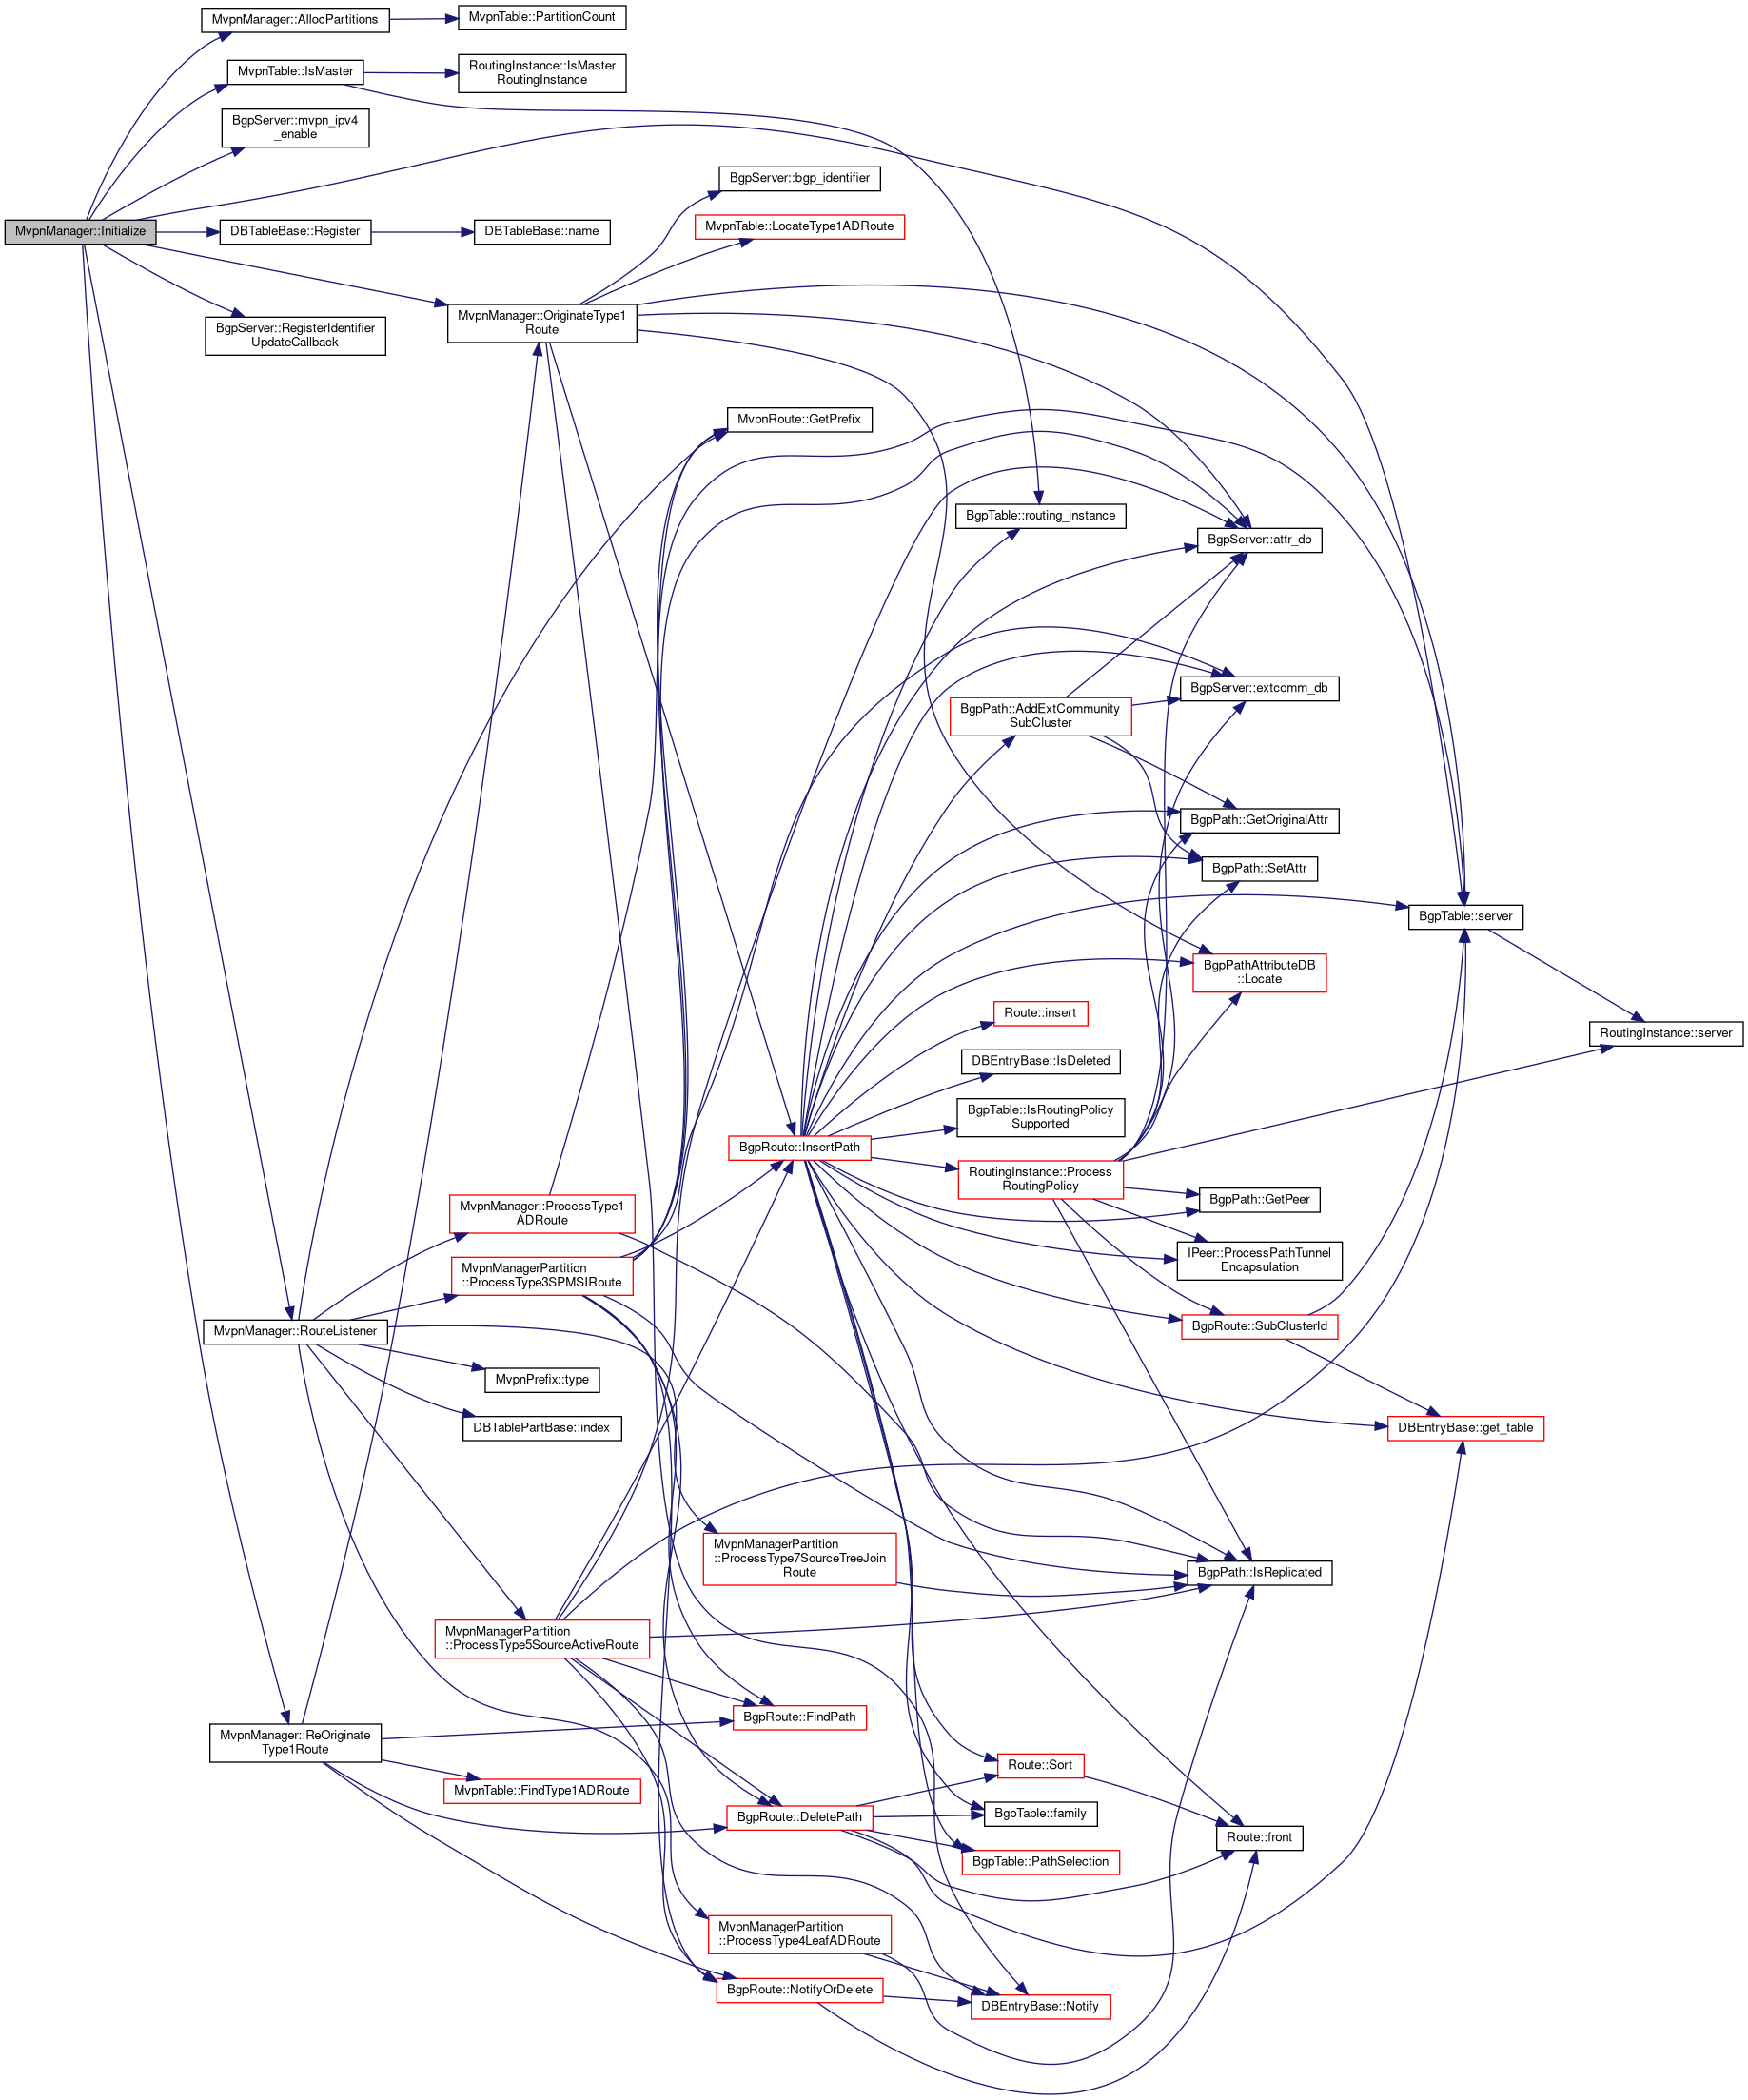 MvpnManager::Initialize
MvpnManager::AllocPartitions
MvpnTable::PartitionCount
MvpnTable::IsMaster
RoutingInstance::IsMaster
RoutingInstance
BgpServer::mvpn_ipv4
_enable
DBTableBase::Register
DBTableBase::name
BgpServer::RegisterIdentifier
UpdateCallback
MvpnManager::OriginateType1
Route
BgpServer::bgp_identifier
MvpnTable::LocateType1ADRoute
MvpnRoute::GetPrefix
BgpTable::routing_instance
BgpServer::attr_db
BgpServer::extcomm_db
BgpPath::AddExtCommunity
SubCluster
BgpPath::GetOriginalAttr
BgpPath::SetAttr
BgpTable::server
BgpPathAttributeDB
::Locate
RoutingInstance::server
Route::insert
DBEntryBase::IsDeleted
BgpTable::IsRoutingPolicy
Supported
BgpRoute::InsertPath
RoutingInstance::Process
RoutingPolicy
BgpPath::GetPeer
IPeer::ProcessPathTunnel
Encapsulation
BgpRoute::SubClusterId
DBEntryBase::get_table
MvpnManager::ProcessType1
ADRoute
MvpnManagerPartition
::ProcessType3SPMSIRoute
MvpnManager::RouteListener
MvpnPrefix::type
DBTablePartBase::index
MvpnManagerPartition
::ProcessType7SourceTreeJoin
Route
BgpPath::IsReplicated
MvpnManagerPartition
::ProcessType5SourceActiveRoute
BgpRoute::FindPath
MvpnManager::ReOriginate
Type1Route
MvpnTable::FindType1ADRoute
Route::Sort
BgpRoute::DeletePath
BgpTable::family
Route::front
BgpTable::PathSelection
MvpnManagerPartition
::ProcessType4LeafADRoute
BgpRoute::NotifyOrDelete
DBEntryBase::Notify